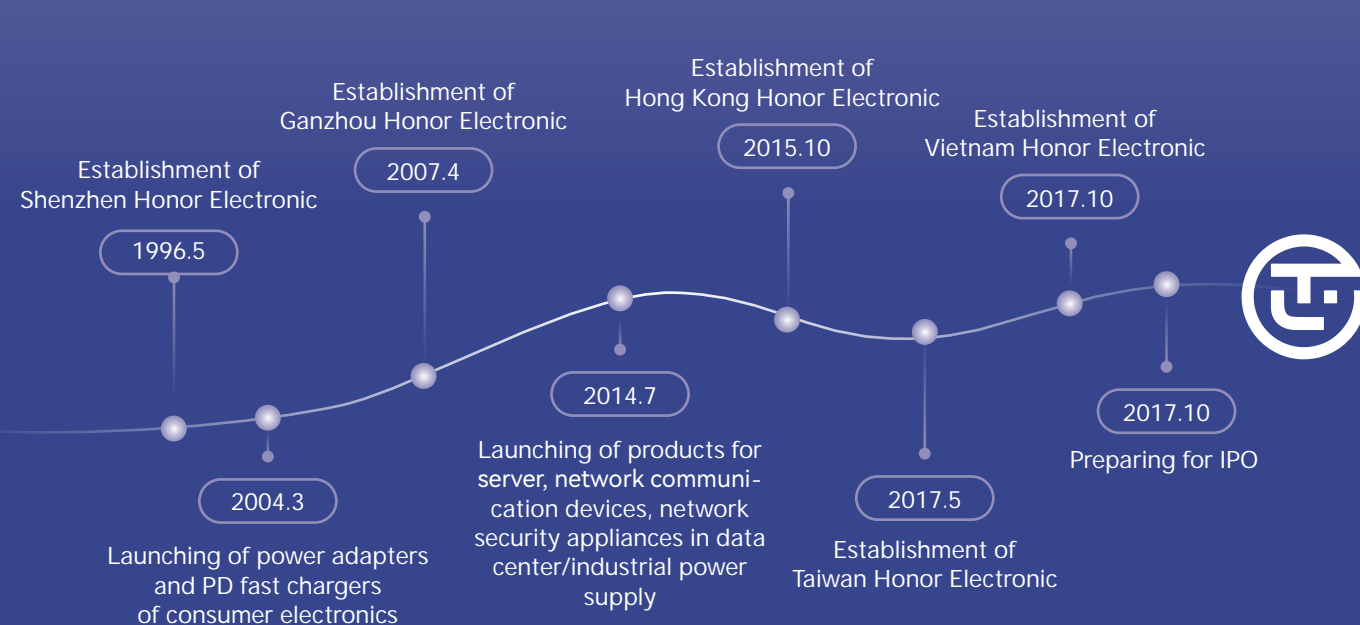 Establishment of
Shenzhen Honor Electronic
1996.5
2004.3
Launching of power adapters
and PD fast chargers
of consumer electronics
Establishment of
Ganzhou Honor Electronic
2007.4
2014.7
Launching of products for
server, network communi-
cation devices, network
security appliances in data
center/industrial power
supply
Establishment of
Hong Kong Honor Electronic
2015.10
2017.5
Establishment of
Taiwan Honor Electronic
Establishment of
Vietnam Honor Electronic
2017.10
2017.10
Preparing for IPO